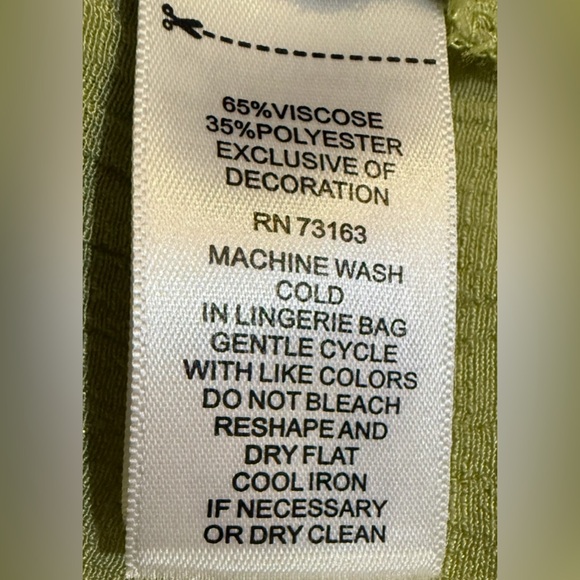 65%VISCOSE
35%POLYESTER
EXCLUSIVE OF
DECORATION
RN 73163
MACHINE WASH
COLD
IN LINGERIE BAG
GENTLE CYCLE
WITH LIKE COLORS
DO NOT BLEACH
RESHAPE AND
DRY FLAT
COOL IRON
IF NECESSARY
OR DRY CLEAN